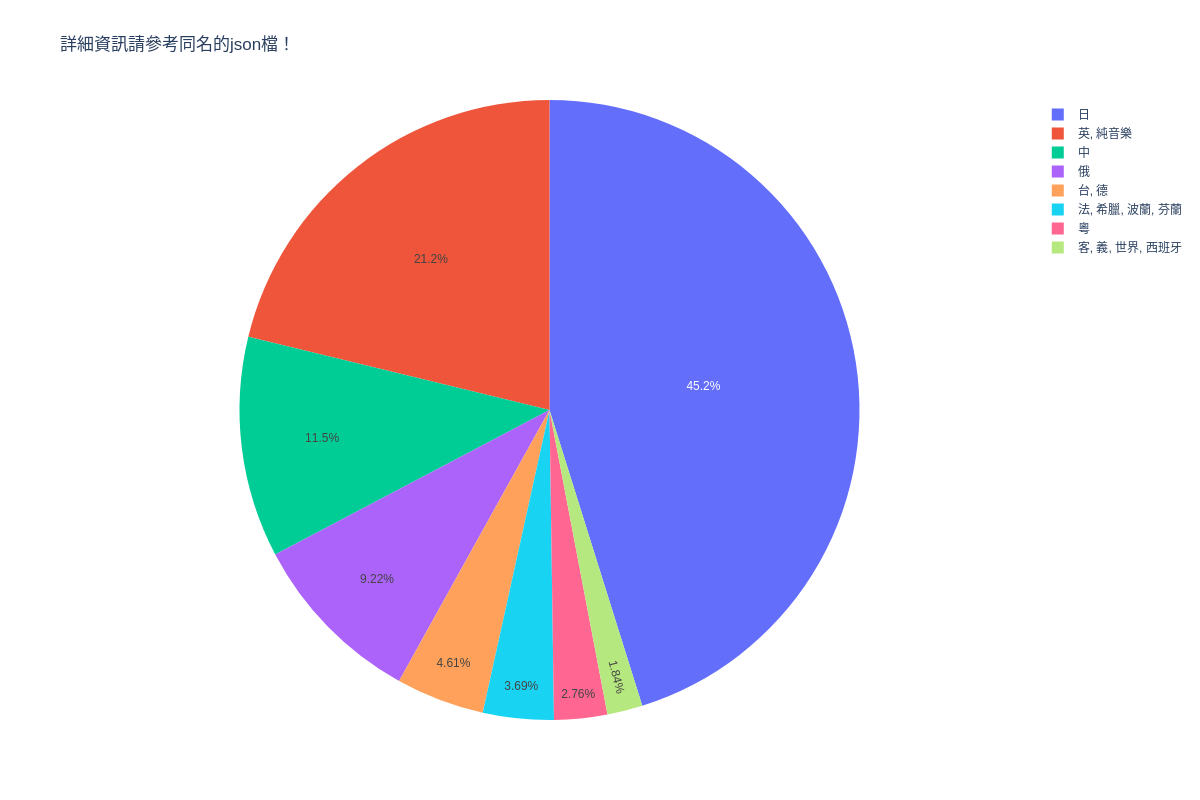 詳細資訊請參考同名的json檔！
日
英, 純音樂
中
俄
台, 德
法, 希臘, 波蘭, 芬蘭
粵
客, 義, 世界, 西班牙
21.2%
45.2%
11.5%
9.22%
4.61%
3.69%
2.76%
1.84%